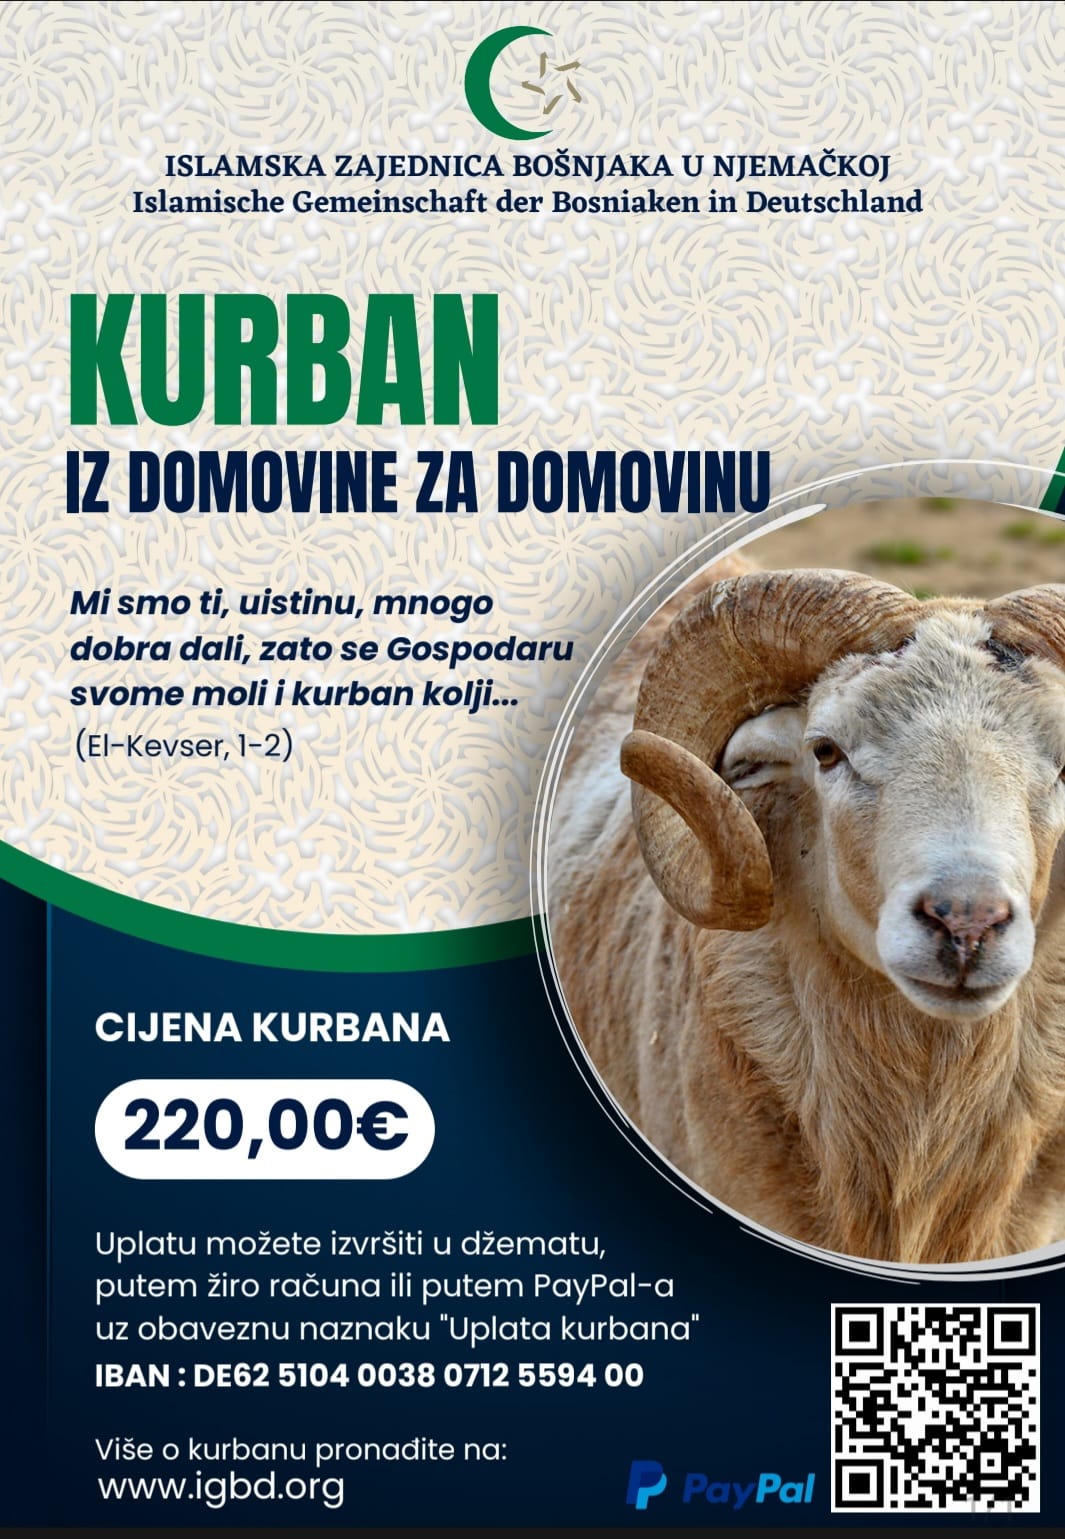 ISLAMSKA ZAJEDNICA BOŠNJAKA U NJEMAČKOJ
Islamische Gemeinschaft der Bosniaken in Deutschland
KURBAN
IZ DOMOVINE ZA DOMOVINU
Mi smo ti, uistinu, mnogo
dobra dali, zato se Gospodaru
svome moli i kurban kolji...
(El-Kevser, 1-2)
CIJENA KURBANA
220,00€
Uplatu možete izvršiti u džematu,
putem žiro računa ili putem PayPal-a
uz obaveznu naznaku "Uplata kurbana"
IBAN : DE62 5104 0038 0712 5594 00
Više o kurbanu pronađite na:
www.igbd.org
PayPal